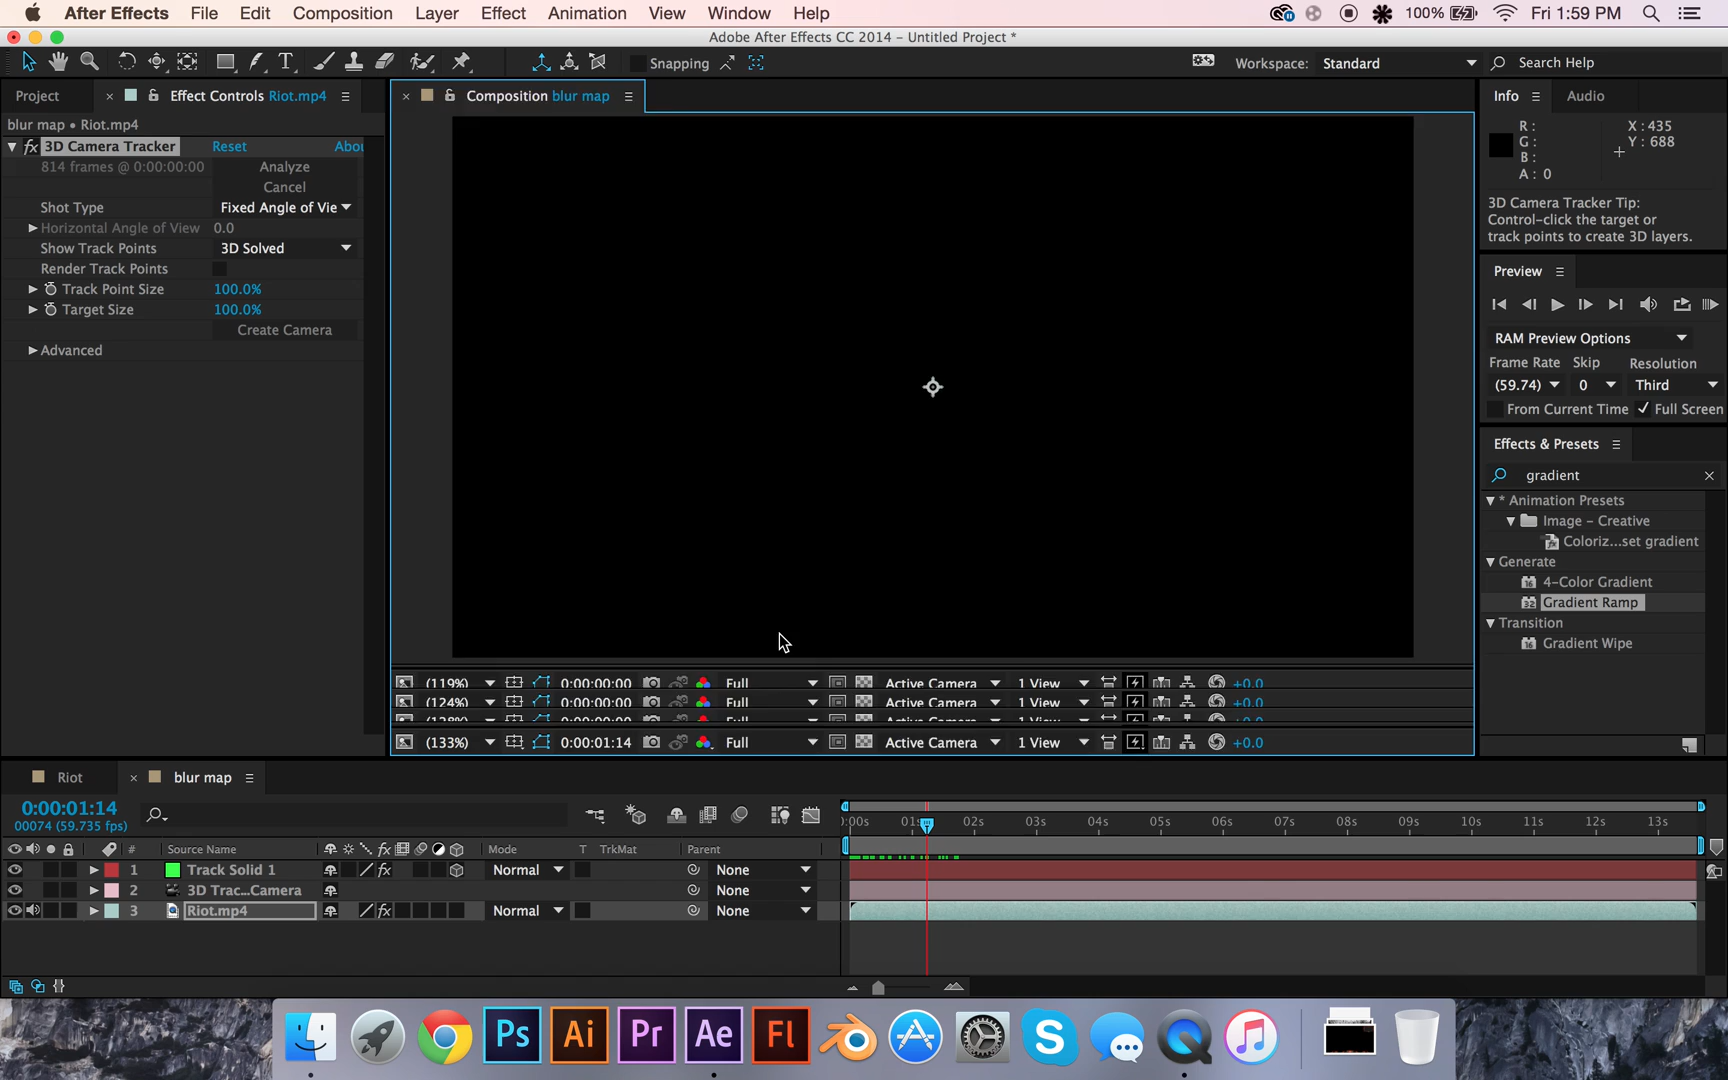 After Effects File Edit Composition Layer Effect Animation View Window Help 100% Fri 1:59 PM
Adobe After Effects CC 2014 – Untitled Project *
Snapping Workspace: Standard Search Help
Project Effect Controls Riot.mp4 Composition blur map Info Audio
blur map • Riot.mp4
fx 3D Camera Tracker Reset Abou
814 frames @ 0:00:00:00 Analyze
Cancel
Shot Type Fixed Angle of Vie
Horizontal Angle of View 0.0
Show Track Points 3D Solved
Render Track Points
Track Point Size 100.0%
Target Size 100.0%
Create Camera
Advanced
R: X: 435
G: Y: 688
B:
A: 0
3D Camera Tracker Tip:
Control-click the target or
track points to create 3D layers.
Preview
RAM Preview Options
Frame Rate Skip Resolution
(59.74) 0 Third
From Current Time Full Screen
Effects & Presets
gradient
* Animation Presets
Image – Creative
Coloriz...set gradient
Generate
4-Color Gradient
Gradient Ramp
Transition
Gradient Wipe
(119%) 0:00:00:00 Full Active Camera 1 View +0.0
(124%) 0:00:00:00 Full Active Camera 1 View +0.0
(133%) 0:00:01:14 Full Active Camera 1 View +0.0
Riot blur map
0:00:01:14
00074 (59.735 fps)
:00s 01s 02s 03s 04s 05s 06s 07s 08s 09s 10s 11s 12s 13s
# Source Name fx Mode T TrkMat Parent
1 Track Solid 1 fx Normal None
2 3D Trac...Camera None
3 Riot.mp4 fx Normal None
Ps Ai Pr Ae Fl